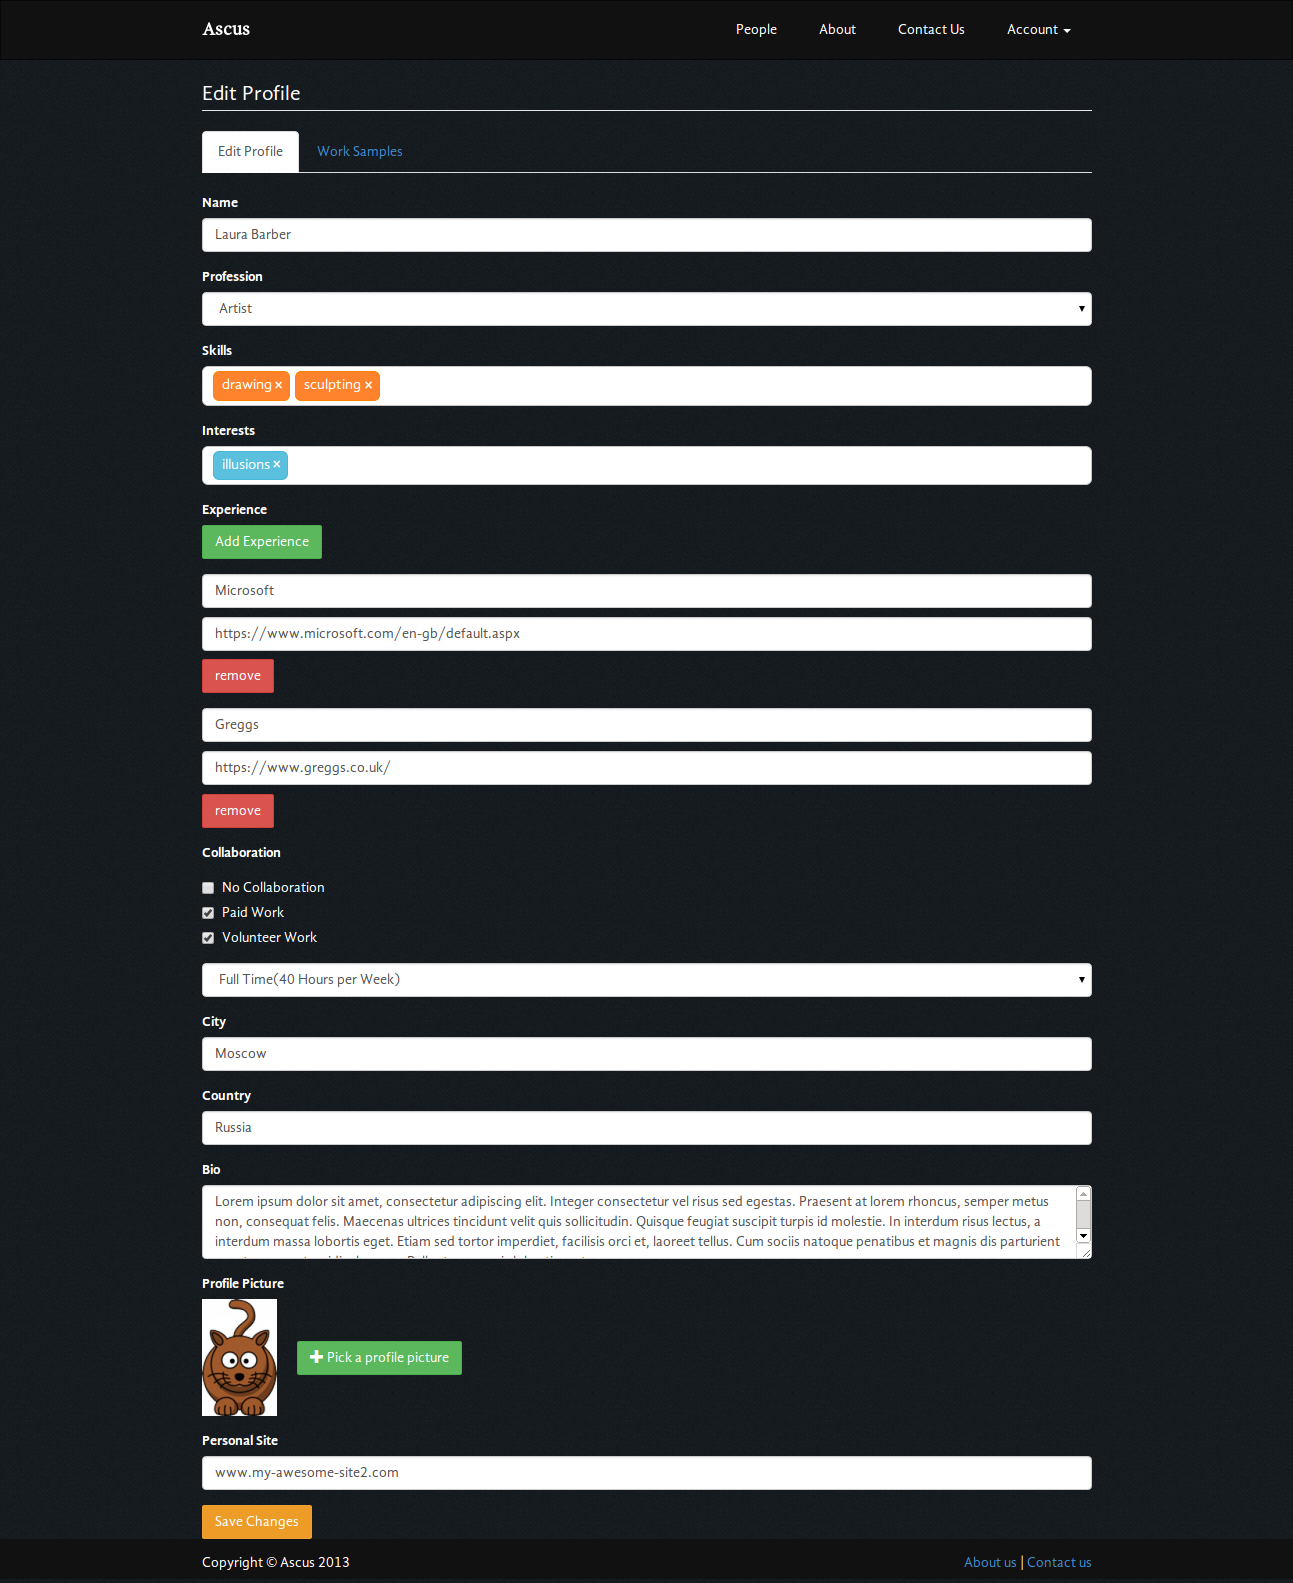 Ascus People About Contact Us Account
Edit Profile
Edit Profile Work Samples
Name
Laura Barber
Profession
Artist
Skills
drawing × sculpting ×
Interests
illusions ×
Experience
Add Experience
Microsoft
https://www.microsoft.com/en-gb/default.aspx
remove
Greggs
https://www.greggs.co.uk/
remove
Collaboration
No Collaboration
Paid Work
Volunteer Work
Full Time(40 Hours per Week)
City
Moscow
Country
Russia
Bio
Lorem ipsum dolor sit amet, consectetur adipiscing elit. Integer consectetur vel risus sed egestas. Praesent at lorem rhoncus, semper metus
non, consequat felis. Maecenas ultrices tincidunt velit quis sollicitudin. Quisque feugiat suscipit turpis id molestie. In interdum risus lectus, a
interdum massa lobortis eget. Etiam sed tortor imperdiet, facilisis orci et, laoreet tellus. Cum sociis natoque penatibus et magnis dis parturient
Profile Picture
Pick a profile picture
Personal Site
www.my-awesome-site2.com
Save Changes
Copyright © Ascus 2013 About us | Contact us